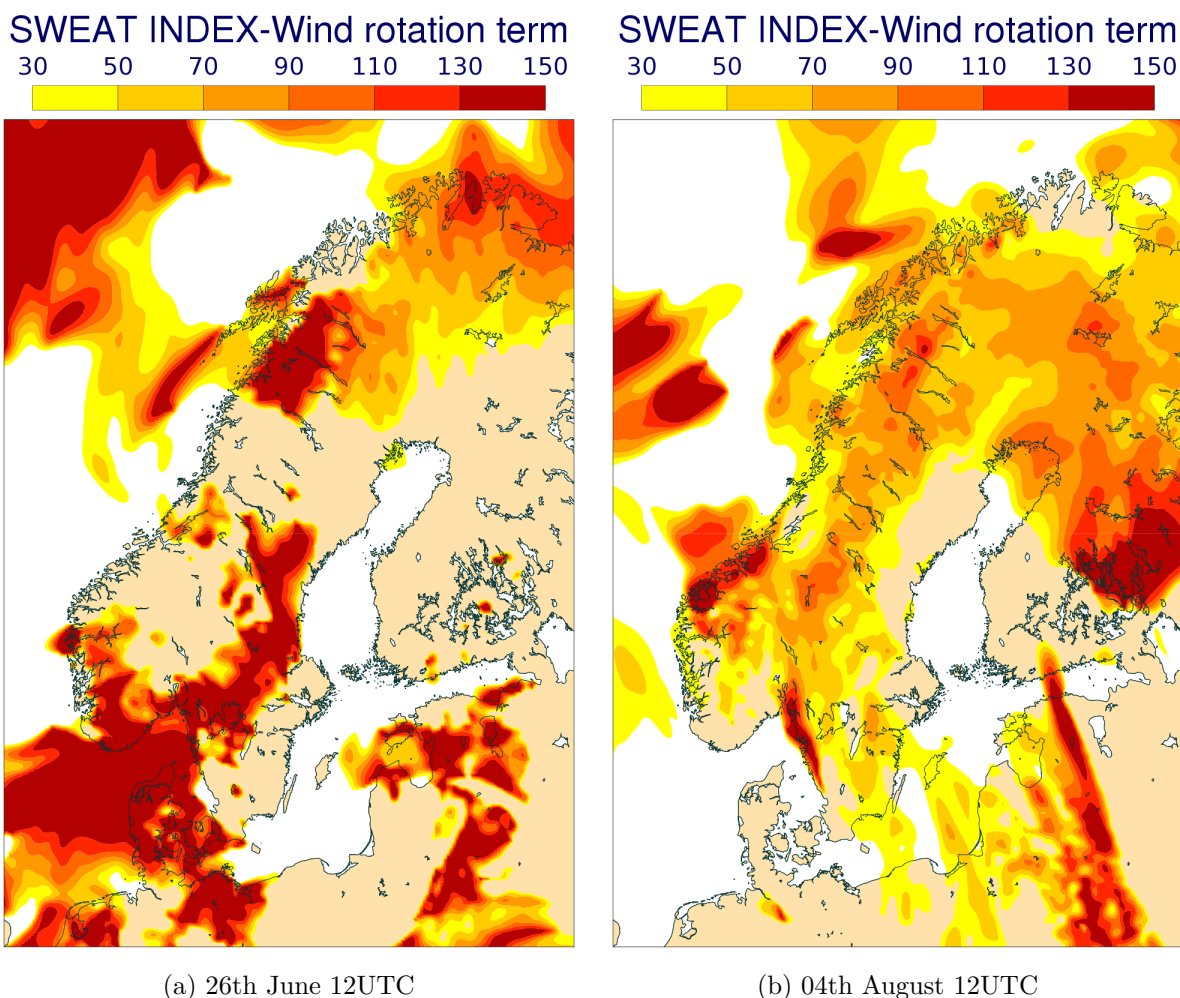 SWEAT INDEX-Wind rotation term
30 50 70 90 110 130 150
(a) 26th June 12UTC
SWEAT INDEX-Wind rotation term
30 50 70 90 110 130 150
(b) 04th August 12UTC